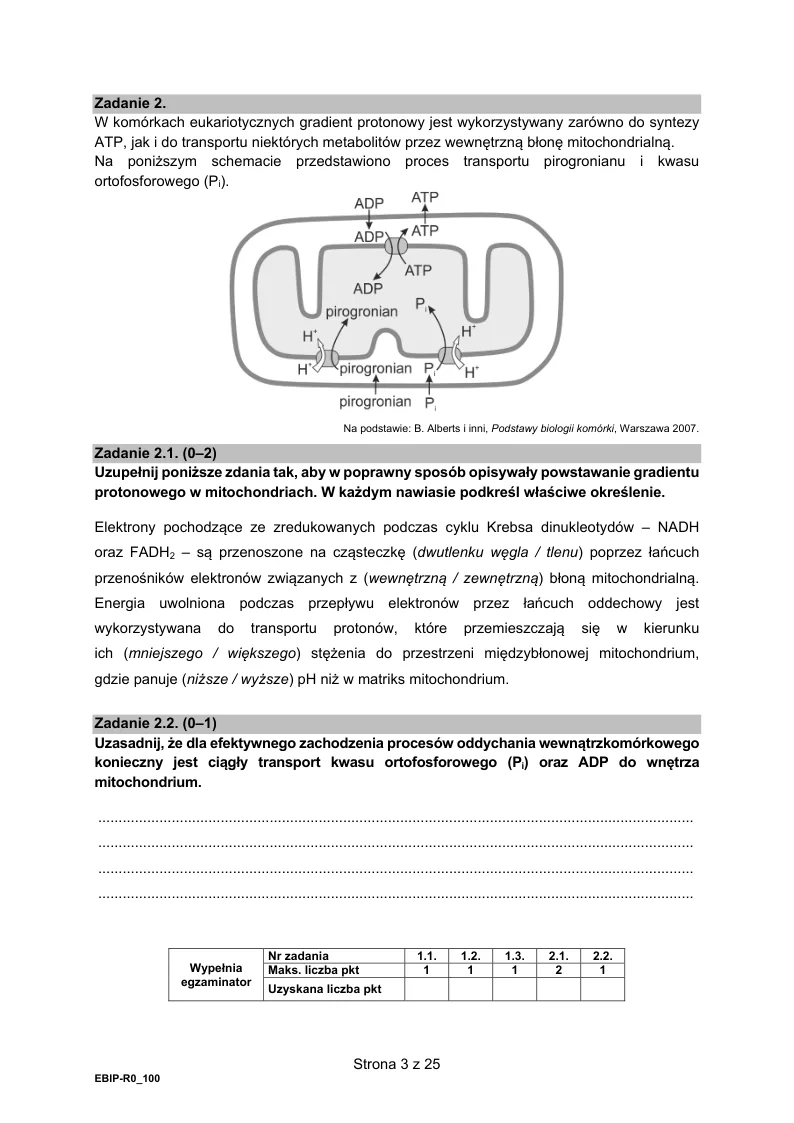 Zadanie 2.
W komórkach eukariotycznych gradient protonowy jest wykorzystywany zarówno do syntezy
ATP, jak i do transportu niektórych metabolitów przez wewnętrzną błonę mitochondrialną.
Na poniższym schemacie przedstawiono proces transportu pirogronianu i kwasu
ortofosforowego (Pi).
ADP
ATP
ADP
ATP
ATP
ADP
pirogronian
Pi
H+
H+
H+
pirogronian
Pi
H+
pirogronian
Pi
Na podstawie: B. Alberts i inni, Podstawy biologii komórki, Warszawa 2007.
Zadanie 2.1. (0–2)
Uzupełnij poniższe zdania tak, aby w poprawny sposób opisywały powstawanie gradientu
protonowego w mitochondriach. W każdym nawiasie podkreśl właściwe określenie.
Elektrony pochodzące ze zredukowanych podczas cyklu Krebsa dinukleotydów – NADH
oraz FADH2 – są przenoszone na cząsteczkę (dwutlenku węgla / tlenu) poprzez łańcuch
przenośników elektronów związanych z (wewnętrzną / zewnętrzną) błoną mitochondrialną.
Energia uwolniona podczas przepływu elektronów przez łańcuch oddechowy jest
wykorzystywana do transportu protonów, które przemieszczają się w kierunku
ich (mniejszego / większego) stężenia do przestrzeni międzybłonowej mitochondrium,
gdzie panuje (niższe / wyższe) pH niż w matriks mitochondrium.
Zadanie 2.2. (0–1)
Uzasadnij, że dla efektywnego zachodzenia procesów oddychania wewnątrzkomórkowego
konieczny jest ciągły transport kwasu ortofosforowego (Pi) oraz ADP do wnętrza
mitochondrium.
Wypełnia egzaminator
Nr zadania 1.1. 1.2. 1.3. 2.1. 2.2.
Maks. liczba pkt 1 1 1 2 1
Uzyskana liczba pkt
Strona 3 z 25
EBIP-R0_100